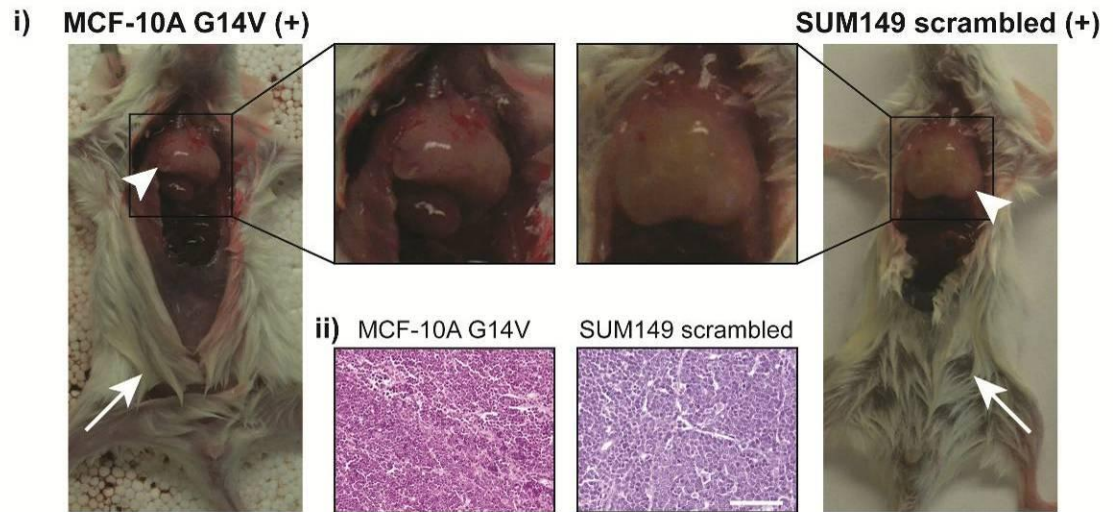 i) MCF-10A G14V (+)
SUM149 scrambled (+)
ii) MCF-10A G14V
SUM149 scrambled